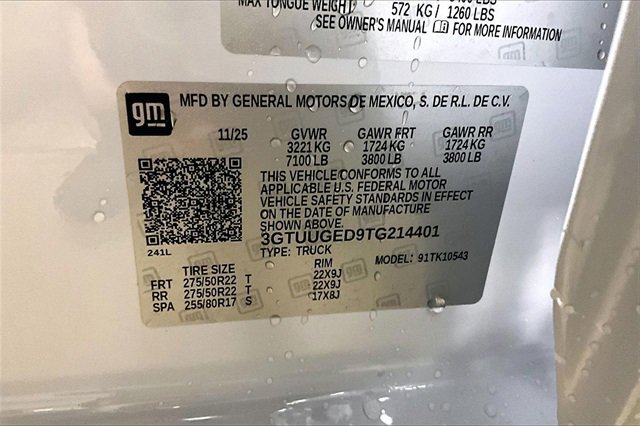 MAX TONGUE WEIGHT 572 KG / 1260 LBS
SEE OWNER'S MANUAL FOR MORE INFORMATION
gm MFD BY GENERAL MOTORS DE MEXICO, S. DE R.L. DE C.V.
11/25 GVWR GAWR FRT GAWR RR
3221 KG 1724 KG 1724 KG
7100 LB 3800 LB 3800 LB
THIS VEHICLE CONFORMS TO ALL
APPLICABLE U.S. FEDERAL MOTOR
VEHICLE SAFETY STANDARDS IN EFFECT
ON THE DATE OF MANUFACTURE
SHOWN ABOVE.
3GTUUGED9TG214401
241L TYPE: TRUCK MODEL: 91TK10543
TIRE SIZE RIM
FRT 275/50R22 T 22X9J
RR 275/50R22 T 22X9J
SPA 255/80R17 S 17X8J